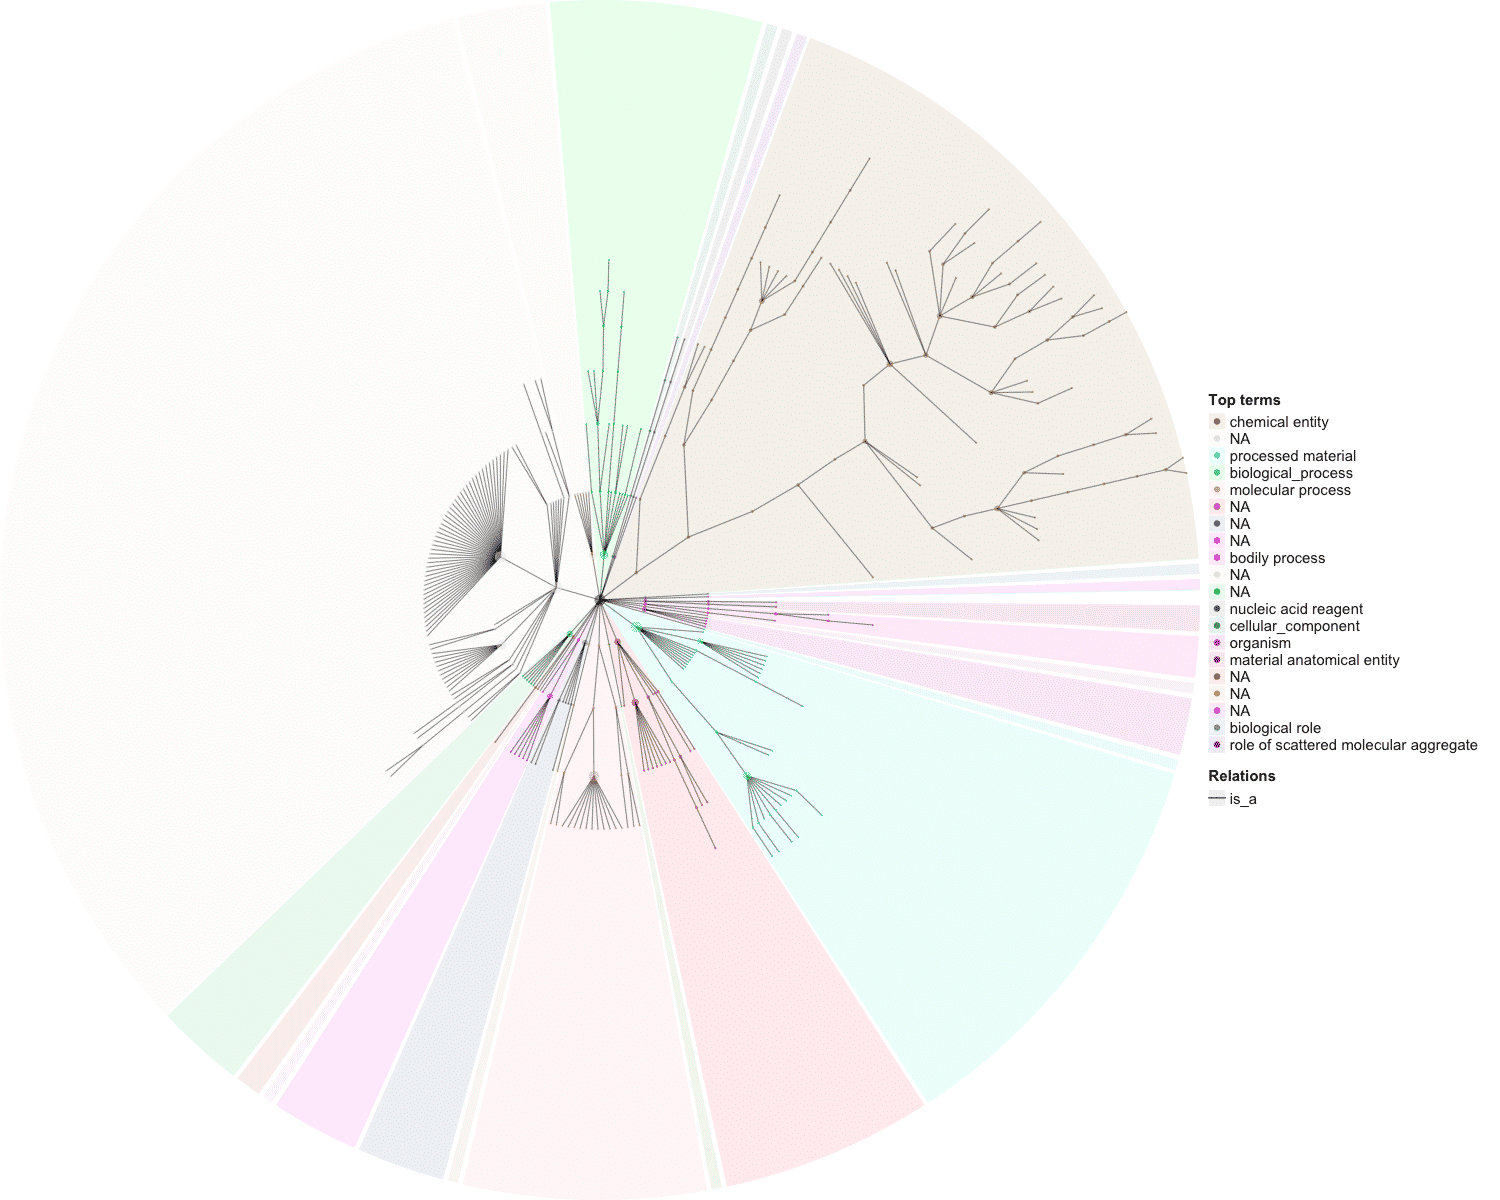 Top terms
chemical entity
NA
processed material
biological_process
molecular process
NA
NA
NA
bodily process
NA
NA
nucleic acid reagent
cellular_component
organism
material anatomical entity
NA
NA
NA
biological role
role of scattered molecular aggregate
Relations
is_a